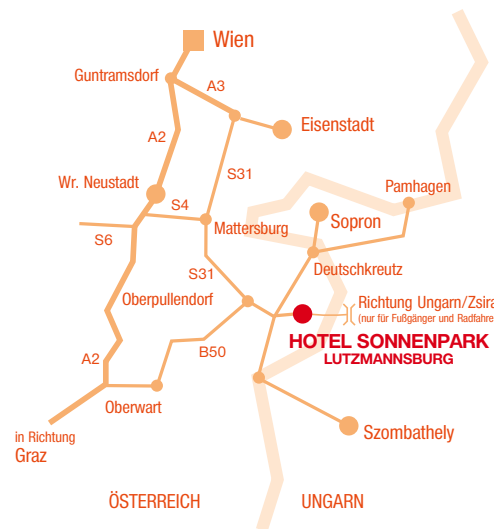 Wien
Guntramsdorf
A3
Eisenstadt
A2
S31
Wr. Neustadt
Pamhagen
S4
Sopron
Mattersburg
S6
Deutschkreutz
S31
Oberpullendorf
Richtung Ungarn/Zsira
(nur für Fußgänger und Radfahre
HOTEL SONNENPARK
LUTZMANNSBURG
B50
A2
Oberwart
in Richtung
Graz
Szombathely
ÖSTERREICH
UNGARN